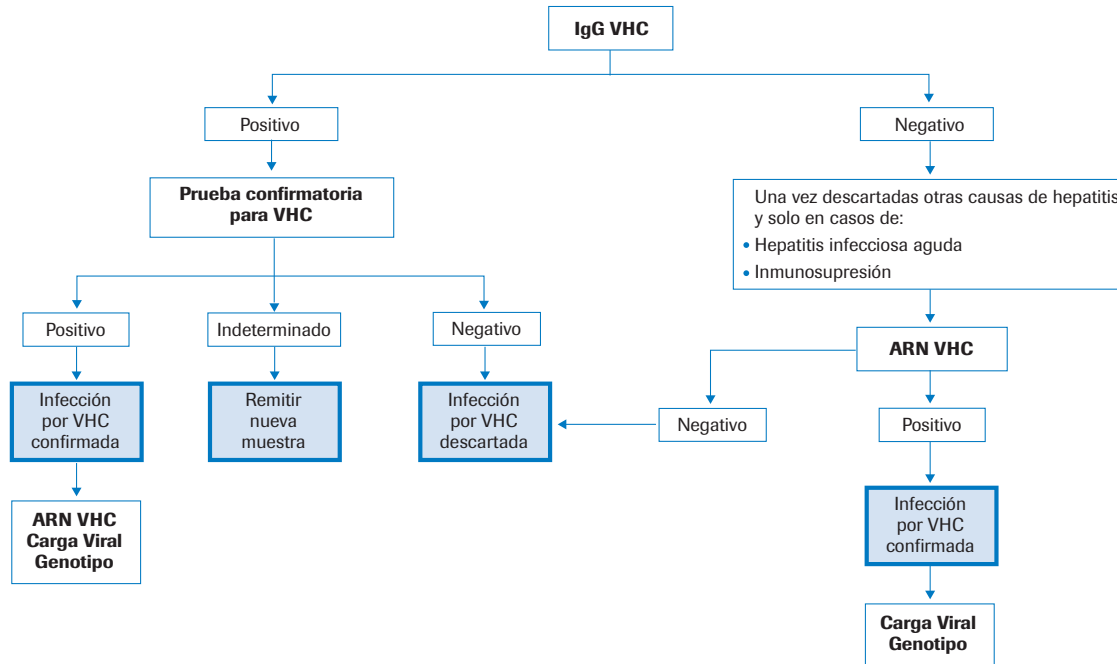 IgG VHC
Positivo
Negativo
Prueba confirmatoria
para VHC
Una vez descartadas otras causas de hepatitis
y solo en casos de:
• Hepatitis infecciosa aguda
• Inmunosupresión
Positivo
Indeterminado
Negativo
ARN VHC
Infección
por VHC
confirmada
Remitir
nueva
muestra
Infección
por VHC
descartada
Negativo
Positivo
ARN VHC
Carga Viral
Genotipo
Infección
por VHC
confirmada
Carga Viral
Genotipo